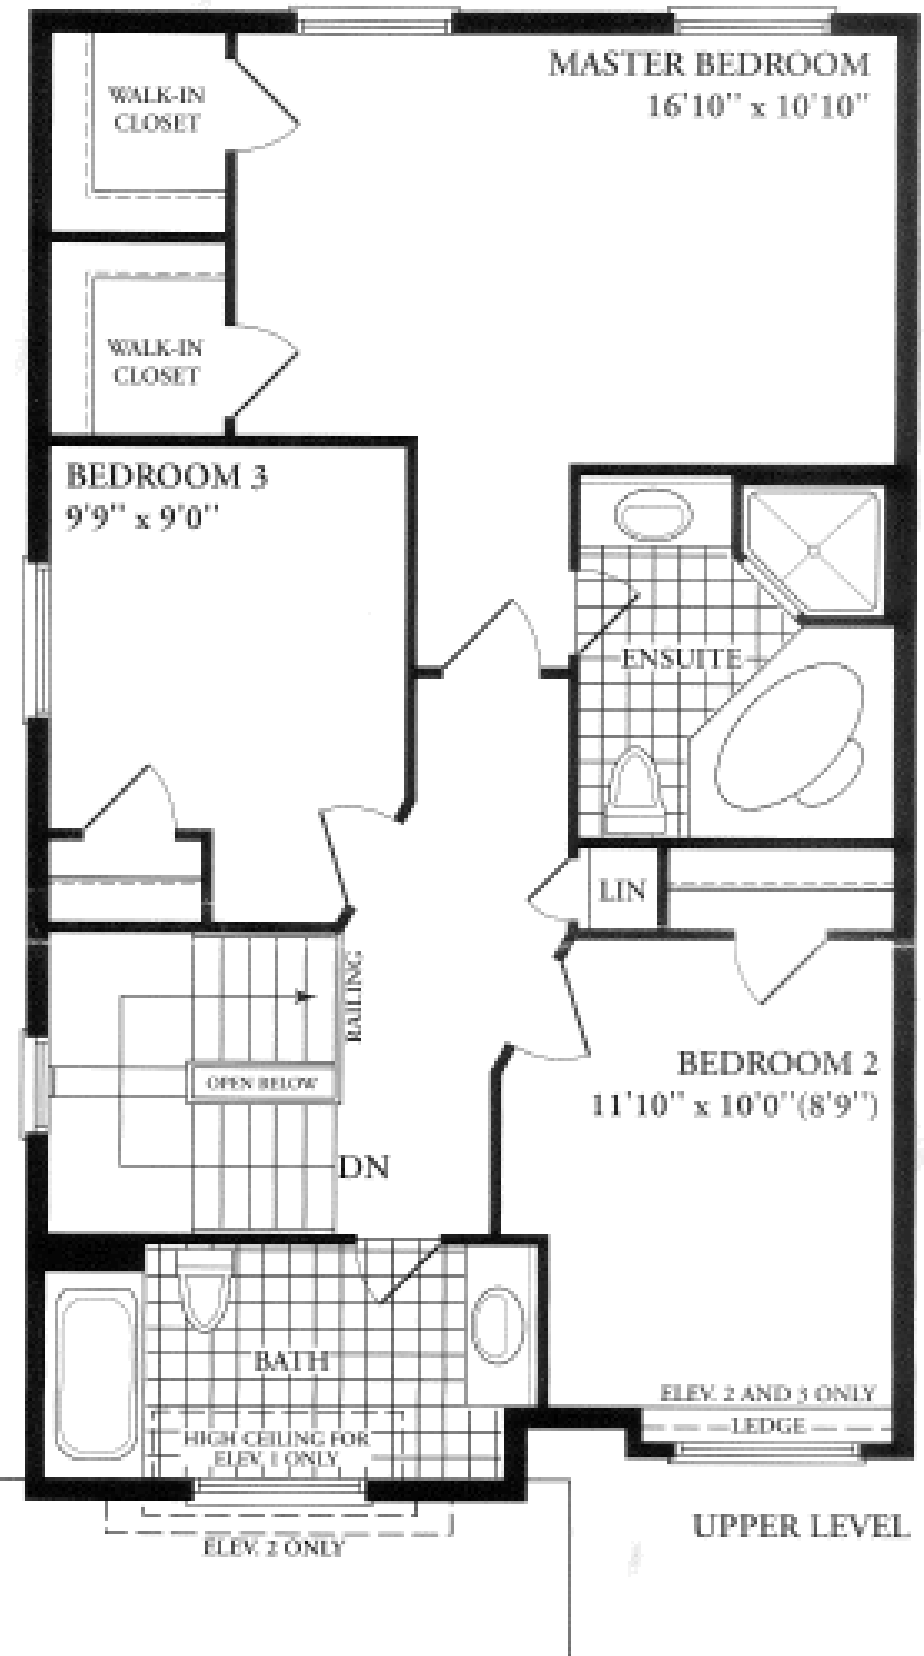 MASTER BEDROOM
16'10" x 10'10"
WALK-IN
CLOSET
WALK-IN
CLOSET
BEDROOM 3
9'9" x 9'0"
ENSUITE
LIN
RAILING
OPEN BELOW
DN
BEDROOM 2
11'10" x 10'0"(8'9")
BATH
HIGH CEILING FOR
ELEV. 1 ONLY
ELEV. 2 AND 3 ONLY
LEDGE
ELEV. 2 ONLY
UPPER LEVEL